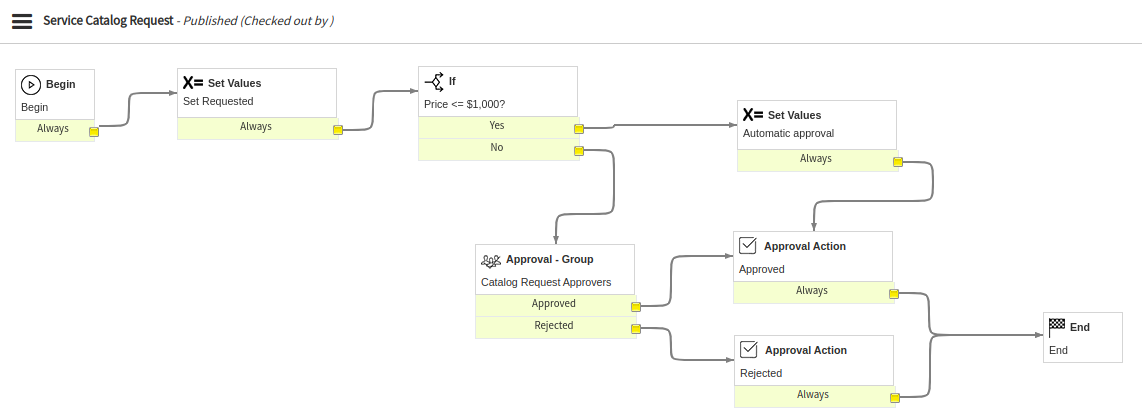 Service Catalog Request - Published (Checked out by )
Begin
Begin
Always
X= Set Values
Set Requested
Always
If
Price <= $1,000?
Yes
No
X= Set Values
Automatic approval
Always
Approval - Group
Catalog Request Approvers
Approved
Rejected
Approval Action
Approved
Always
Approval Action
Rejected
Always
End
End